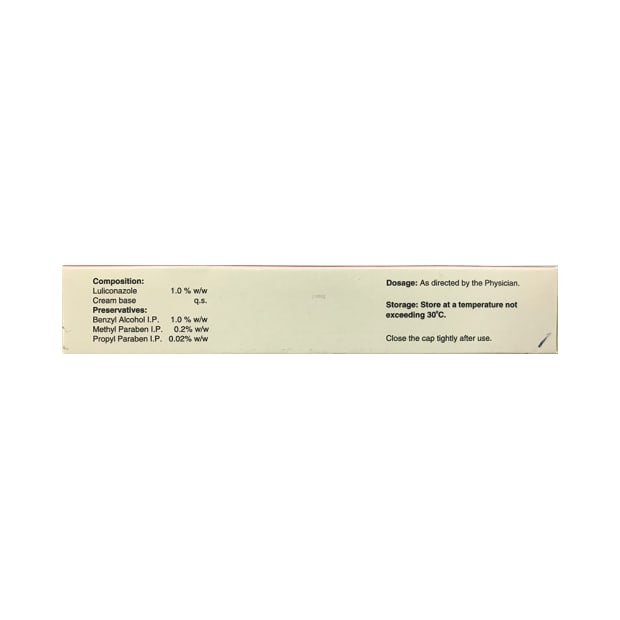 Composition:
Luliconazole 1.0 % w/w
Cream base q.s.
Preservatives:
Benzyl Alcohol I.P. 1.0 % w/w
Methyl Paraben I.P. 0.2% w/w
Propyl Paraben I.P. 0.02% w/w
Dosage: As directed by the Physician.
Storage: Store at a temperature not
exceeding 30°C.
Close the cap tightly after use.